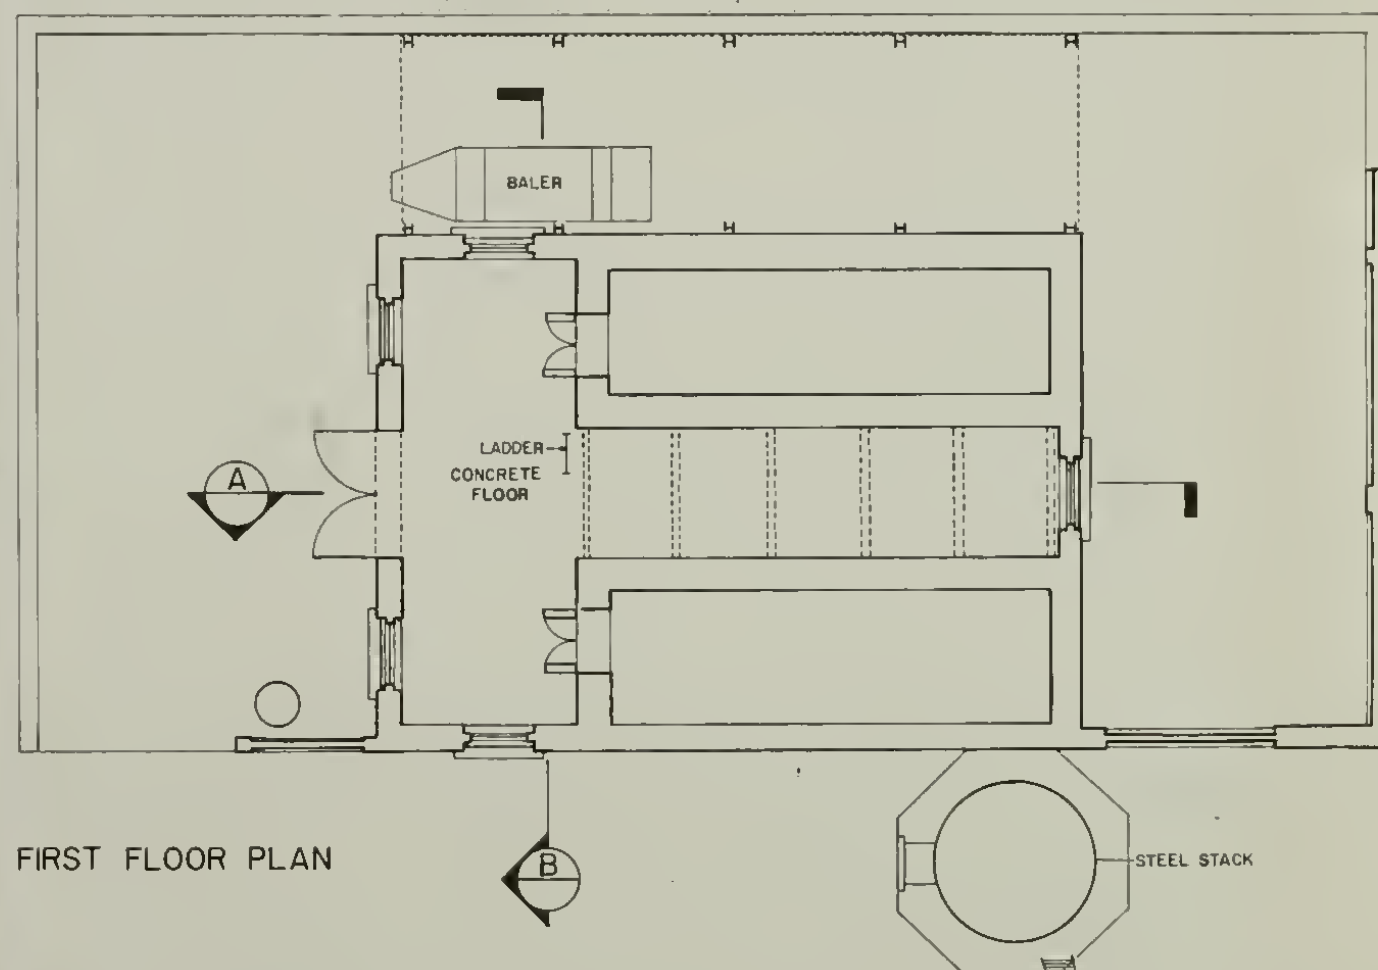 BALER
LADDER
CONCRETE
FLOOR
A
FIRST FLOOR PLAN
B
STEEL STACK